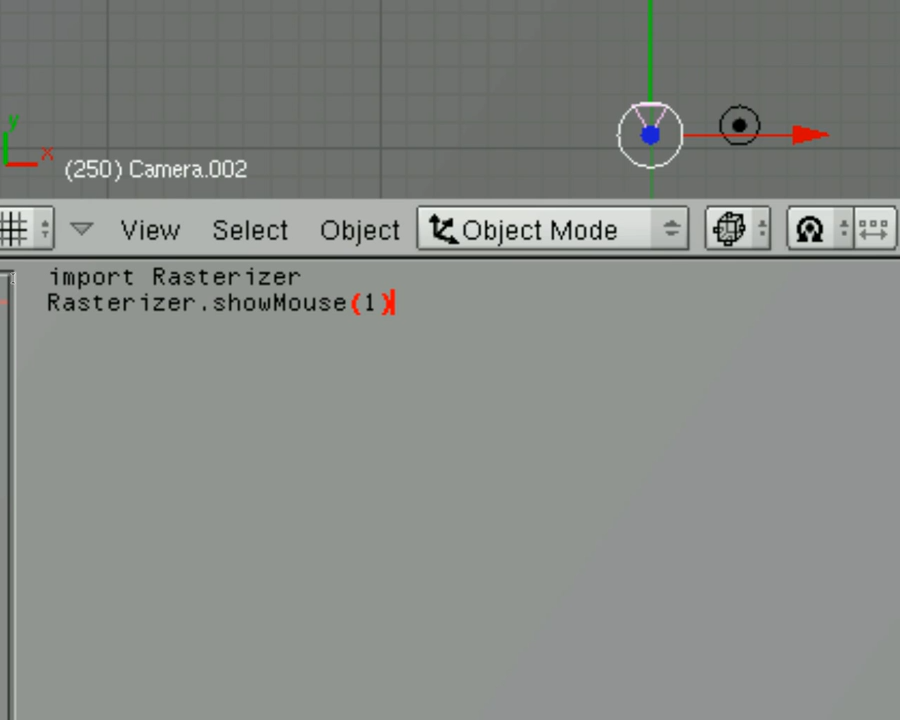 y
x
(250) Camera.002
View Select Object Object Mode
import Rasterizer
Rasterizer.showMouse(1)